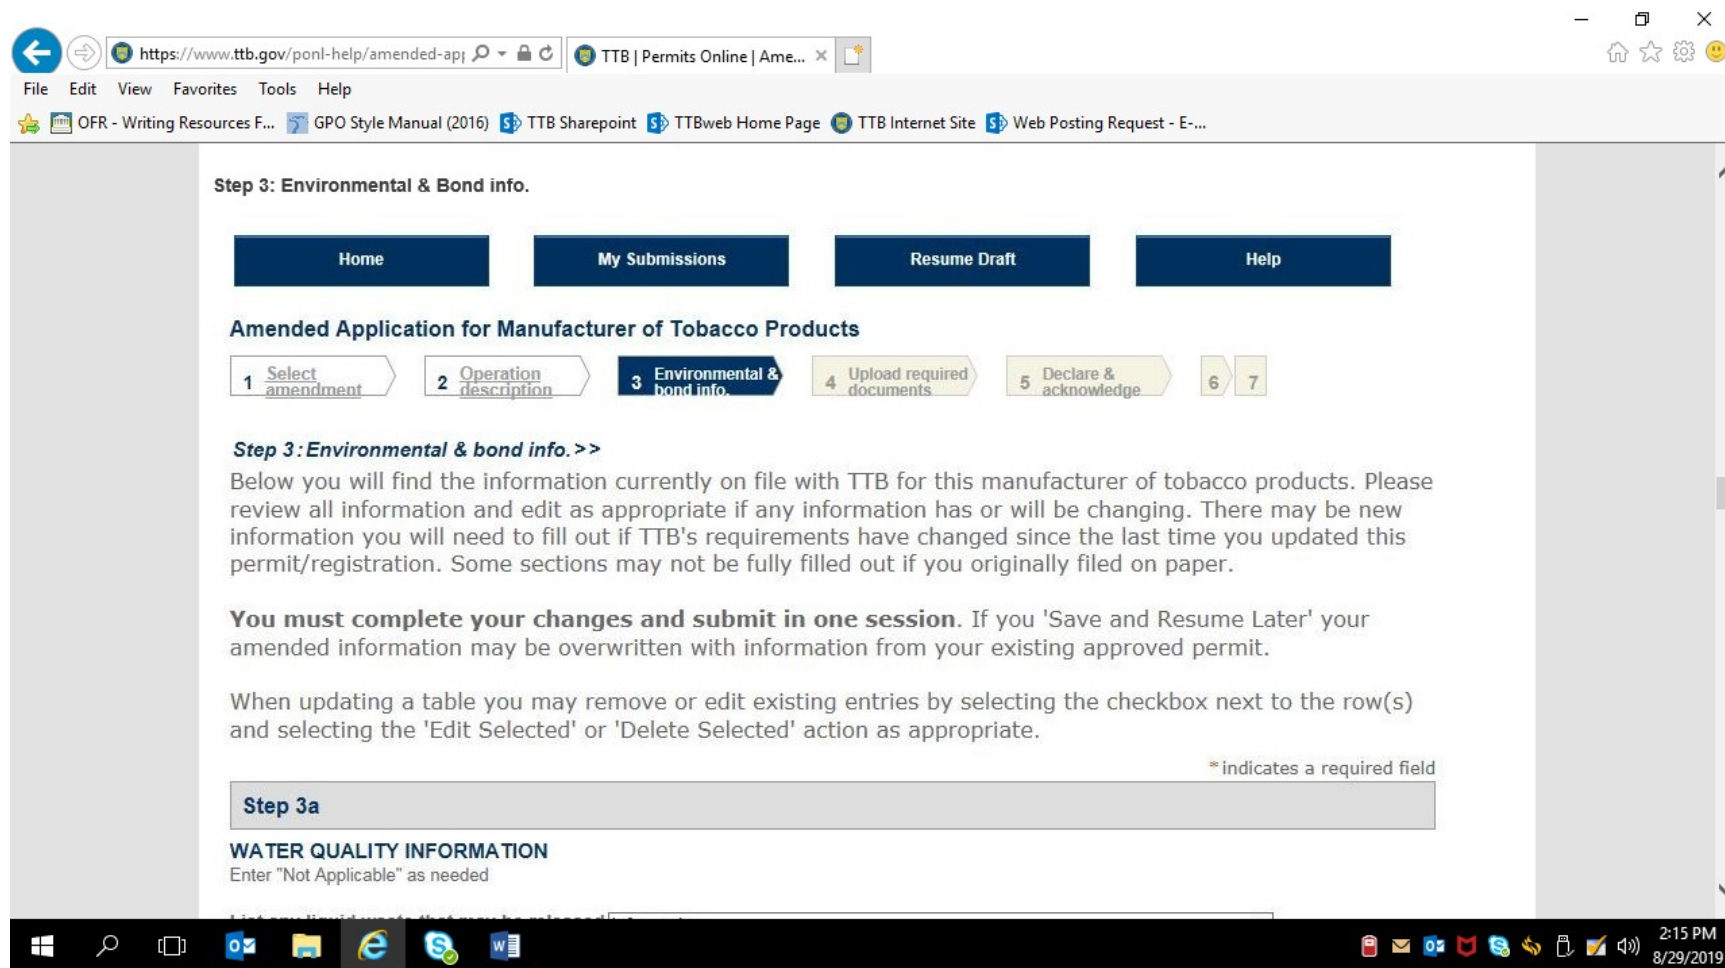 https://www.ttb.gov/ponl-help/amended-ap
TTB | Permits Online | Ame...
File Edit View Favorites Tools Help
OFR - Writing Resources F... GPO Style Manual (2016) TTB Sharepoint TTBweb Home Page TTB Internet Site Web Posting Request - E-...
Step 3: Environmental & Bond info.
Home My Submissions Resume Draft Help
Amended Application for Manufacturer of Tobacco Products
1 Select amendment 2 Operation description 3 Environmental & bond info. 4 Upload required documents 5 Declare & acknowledge 6 7
Step 3:Environmental & bond info.>>
Below you will find the information currently on file with TTB for this manufacturer of tobacco products. Please
review all information and edit as appropriate if any information has or will be changing. There may be new
information you will need to fill out if TTB's requirements have changed since the last time you updated this
permit/registration. Some sections may not be fully filled out if you originally filed on paper.
You must complete your changes and submit in one session. If you 'Save and Resume Later' your
amended information may be overwritten with information from your existing approved permit.
When updating a table you may remove or edit existing entries by selecting the checkbox next to the row(s)
and selecting the 'Edit Selected' or 'Delete Selected' action as appropriate.
*indicates a required field
Step 3a
WATER QUALITY INFORMATION
Enter "Not Applicable" as needed
List any liquid waste that may be released
2:15 PM
8/29/2019